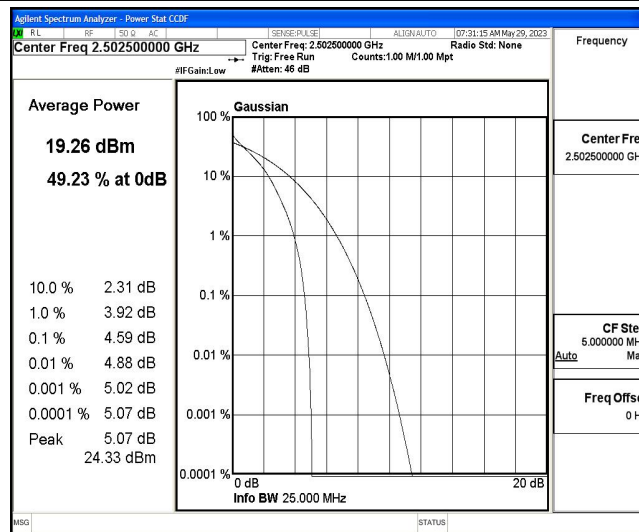 Agilent Spectrum Analyzer - Power Stat CCDF
RL RF 50 Ω AC SENSE:PULSE ALIGN AUTO 07:31:15 AM May 29, 2023
Center Freq 2.502500000 GHz Center Freq: 2.502500000 GHz Radio Std: None
Trig: Free Run Counts:1.00 M/1.00 Mpt
#IFGain:Low #Atten: 46 dB
Frequency
Average Power
19.26 dBm
49.23 % at 0dB
10.0 % 2.31 dB
1.0 % 3.92 dB
0.1 % 4.59 dB
0.01 % 4.88 dB
0.001 % 5.02 dB
0.0001 % 5.07 dB
Peak 5.07 dB
24.33 dBm
Gaussian
100 %
10 %
1 %
0.1 %
0.01 %
0.001 %
0.0001 %
0 dB 20 dB
Info BW 25.000 MHz
Center Fre
2.502500000 GH
CF Ste
5.000000 MH
Auto Ma
Freq Offse
0 H
MSG STATUS